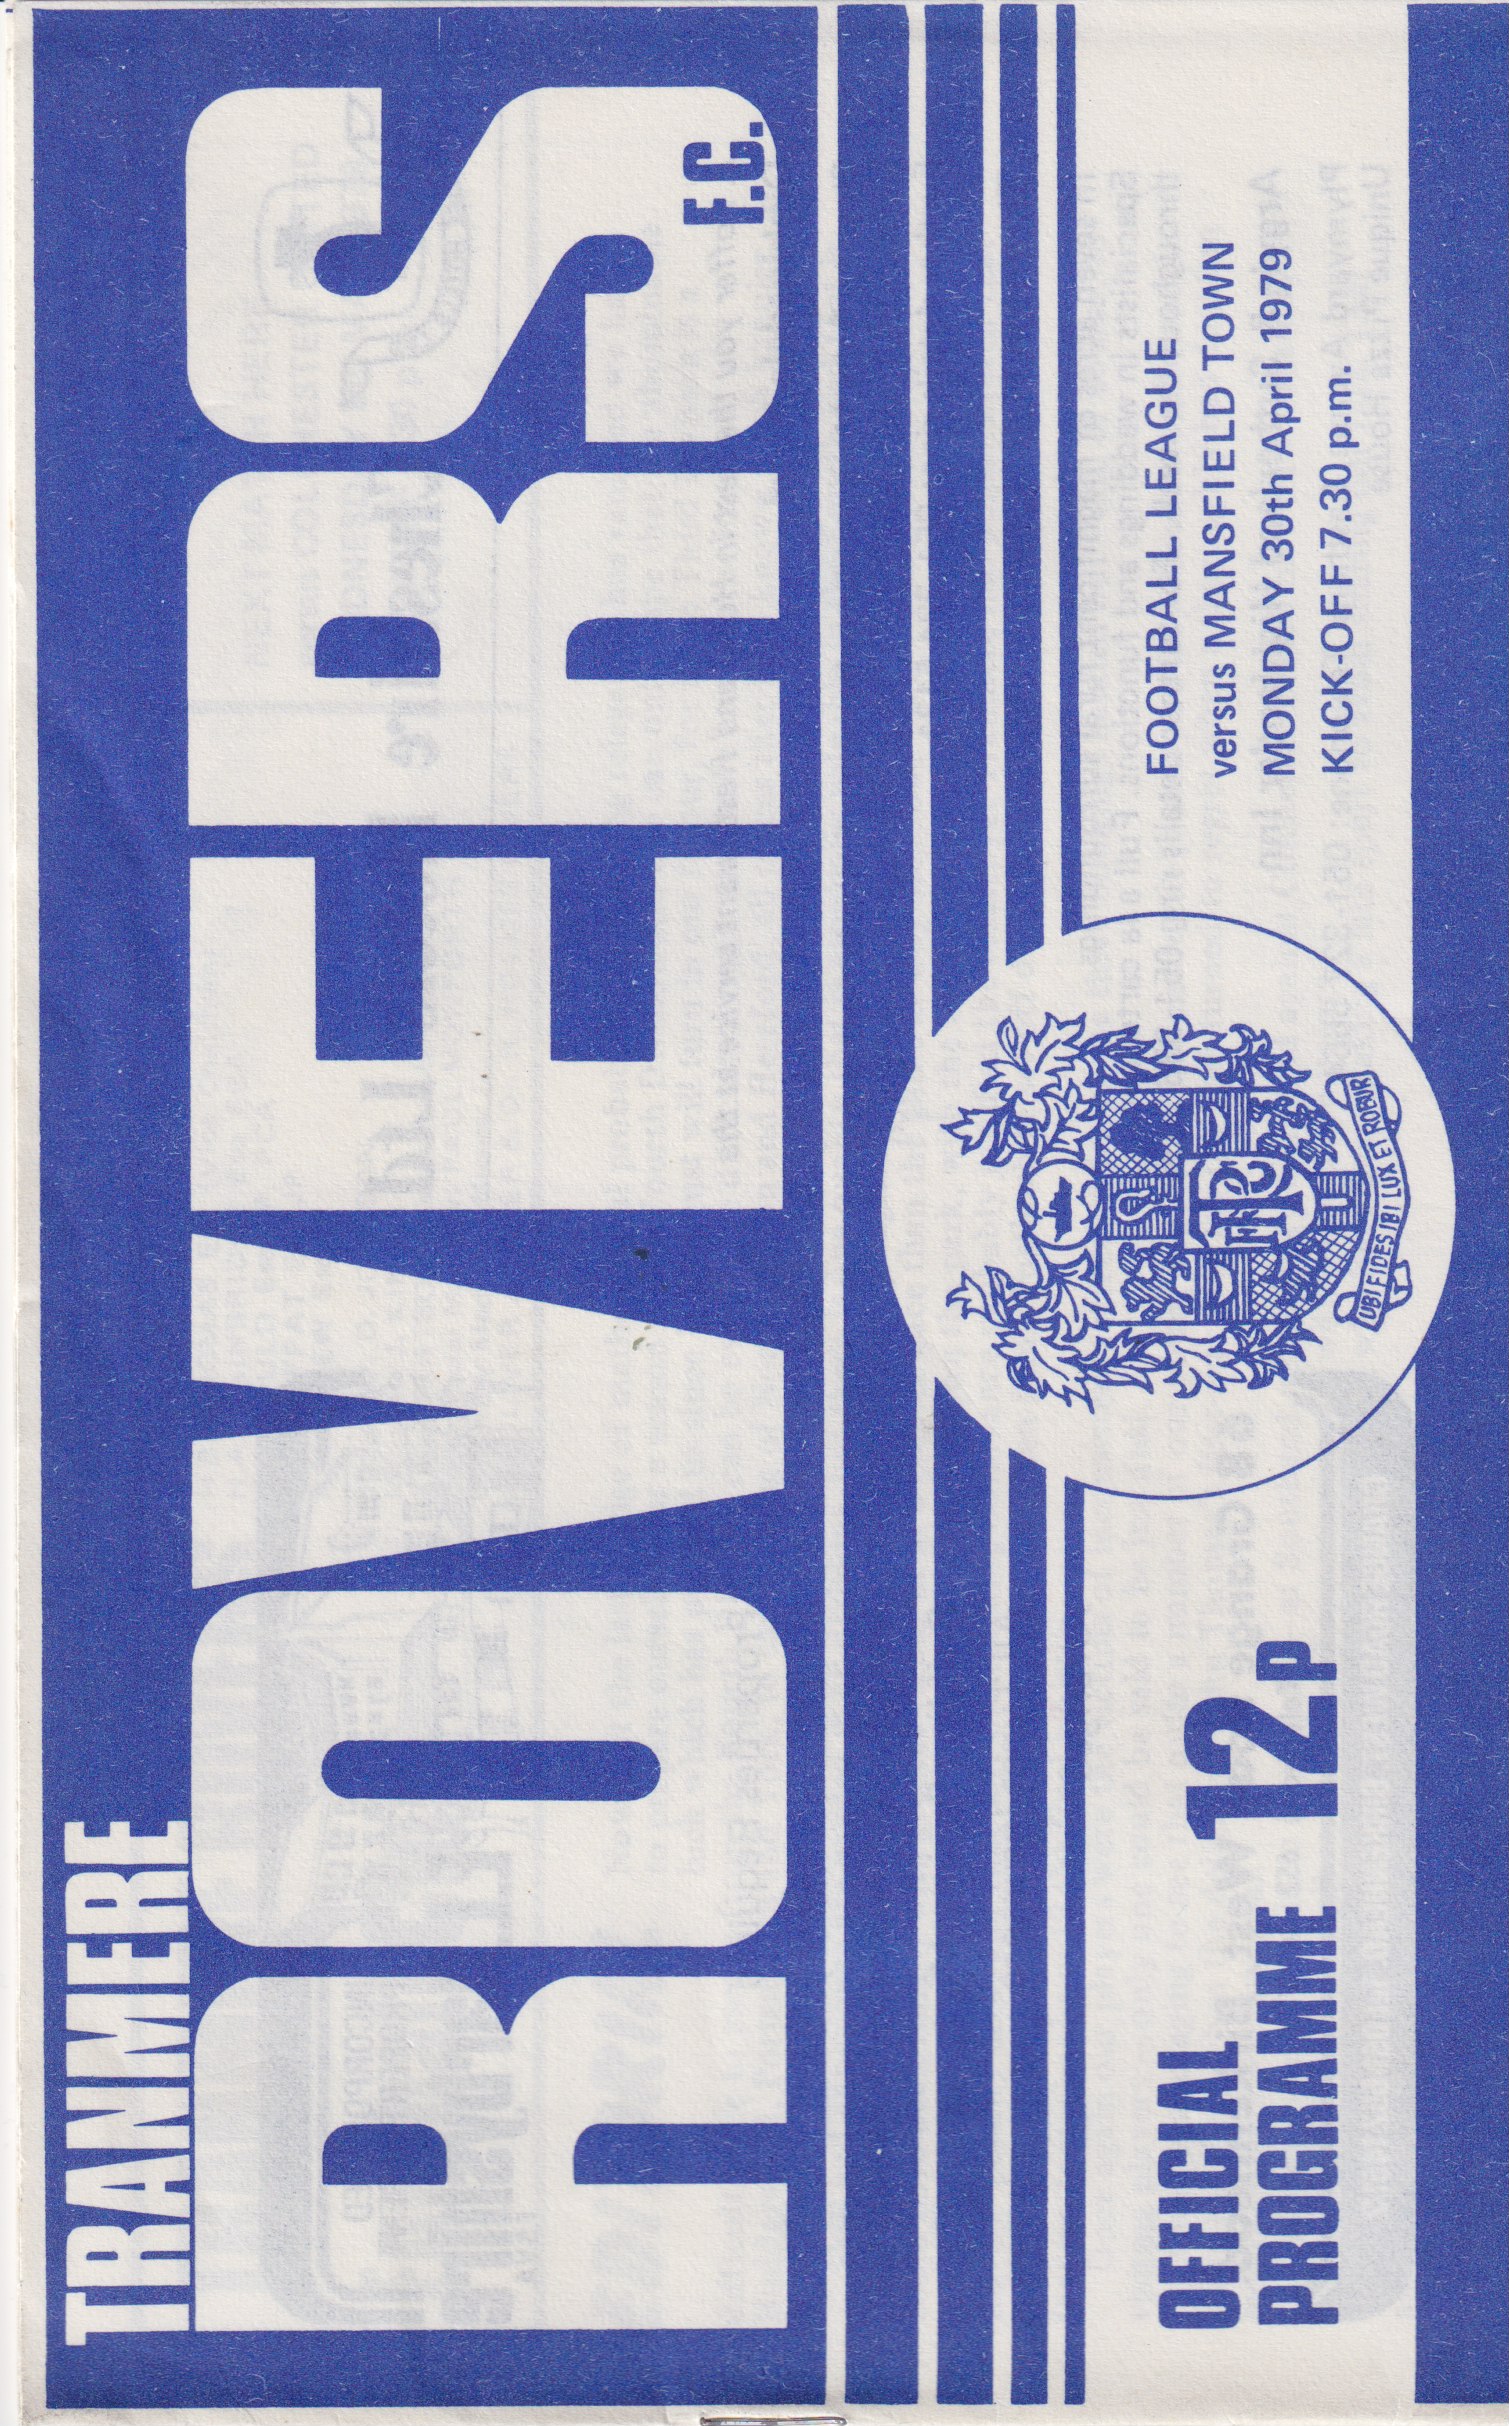 TRANMERE
ROVERS
F.C.
OFFICIAL
PROGRAMME
12p
TRFC
UBI FIDES IBI LUX ET ROBUR
FOOTBALL LEAGUE
versus MANSFIELD TOWN
MONDAY 30th April 1979
KICK-OFF 7.30 p.m.